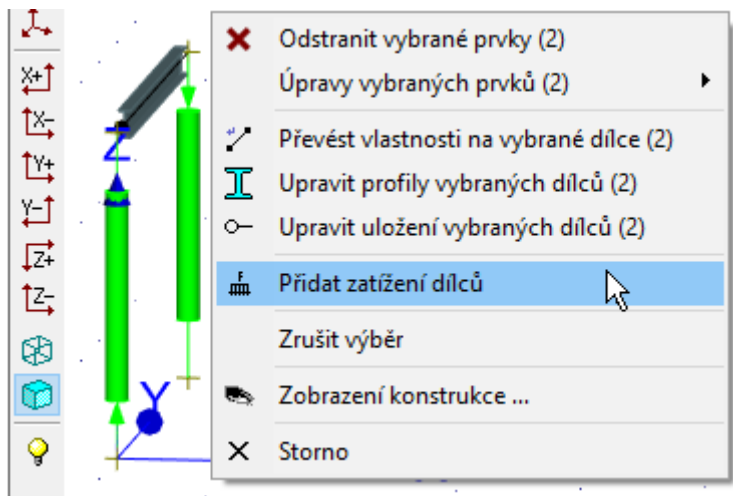 X+
X-
Y+
Y-
Z+
Z-
Z
Y
Odstranit vybrané prvky (2)
Úpravy vybraných prvků (2)
Převést vlastnosti na vybrané dílce (2)
Upravit profily vybraných dílců (2)
Upravit uložení vybraných dílců (2)
Přidat zatížení dílců
Zrušit výběr
Zobrazení konstrukce ...
Storno